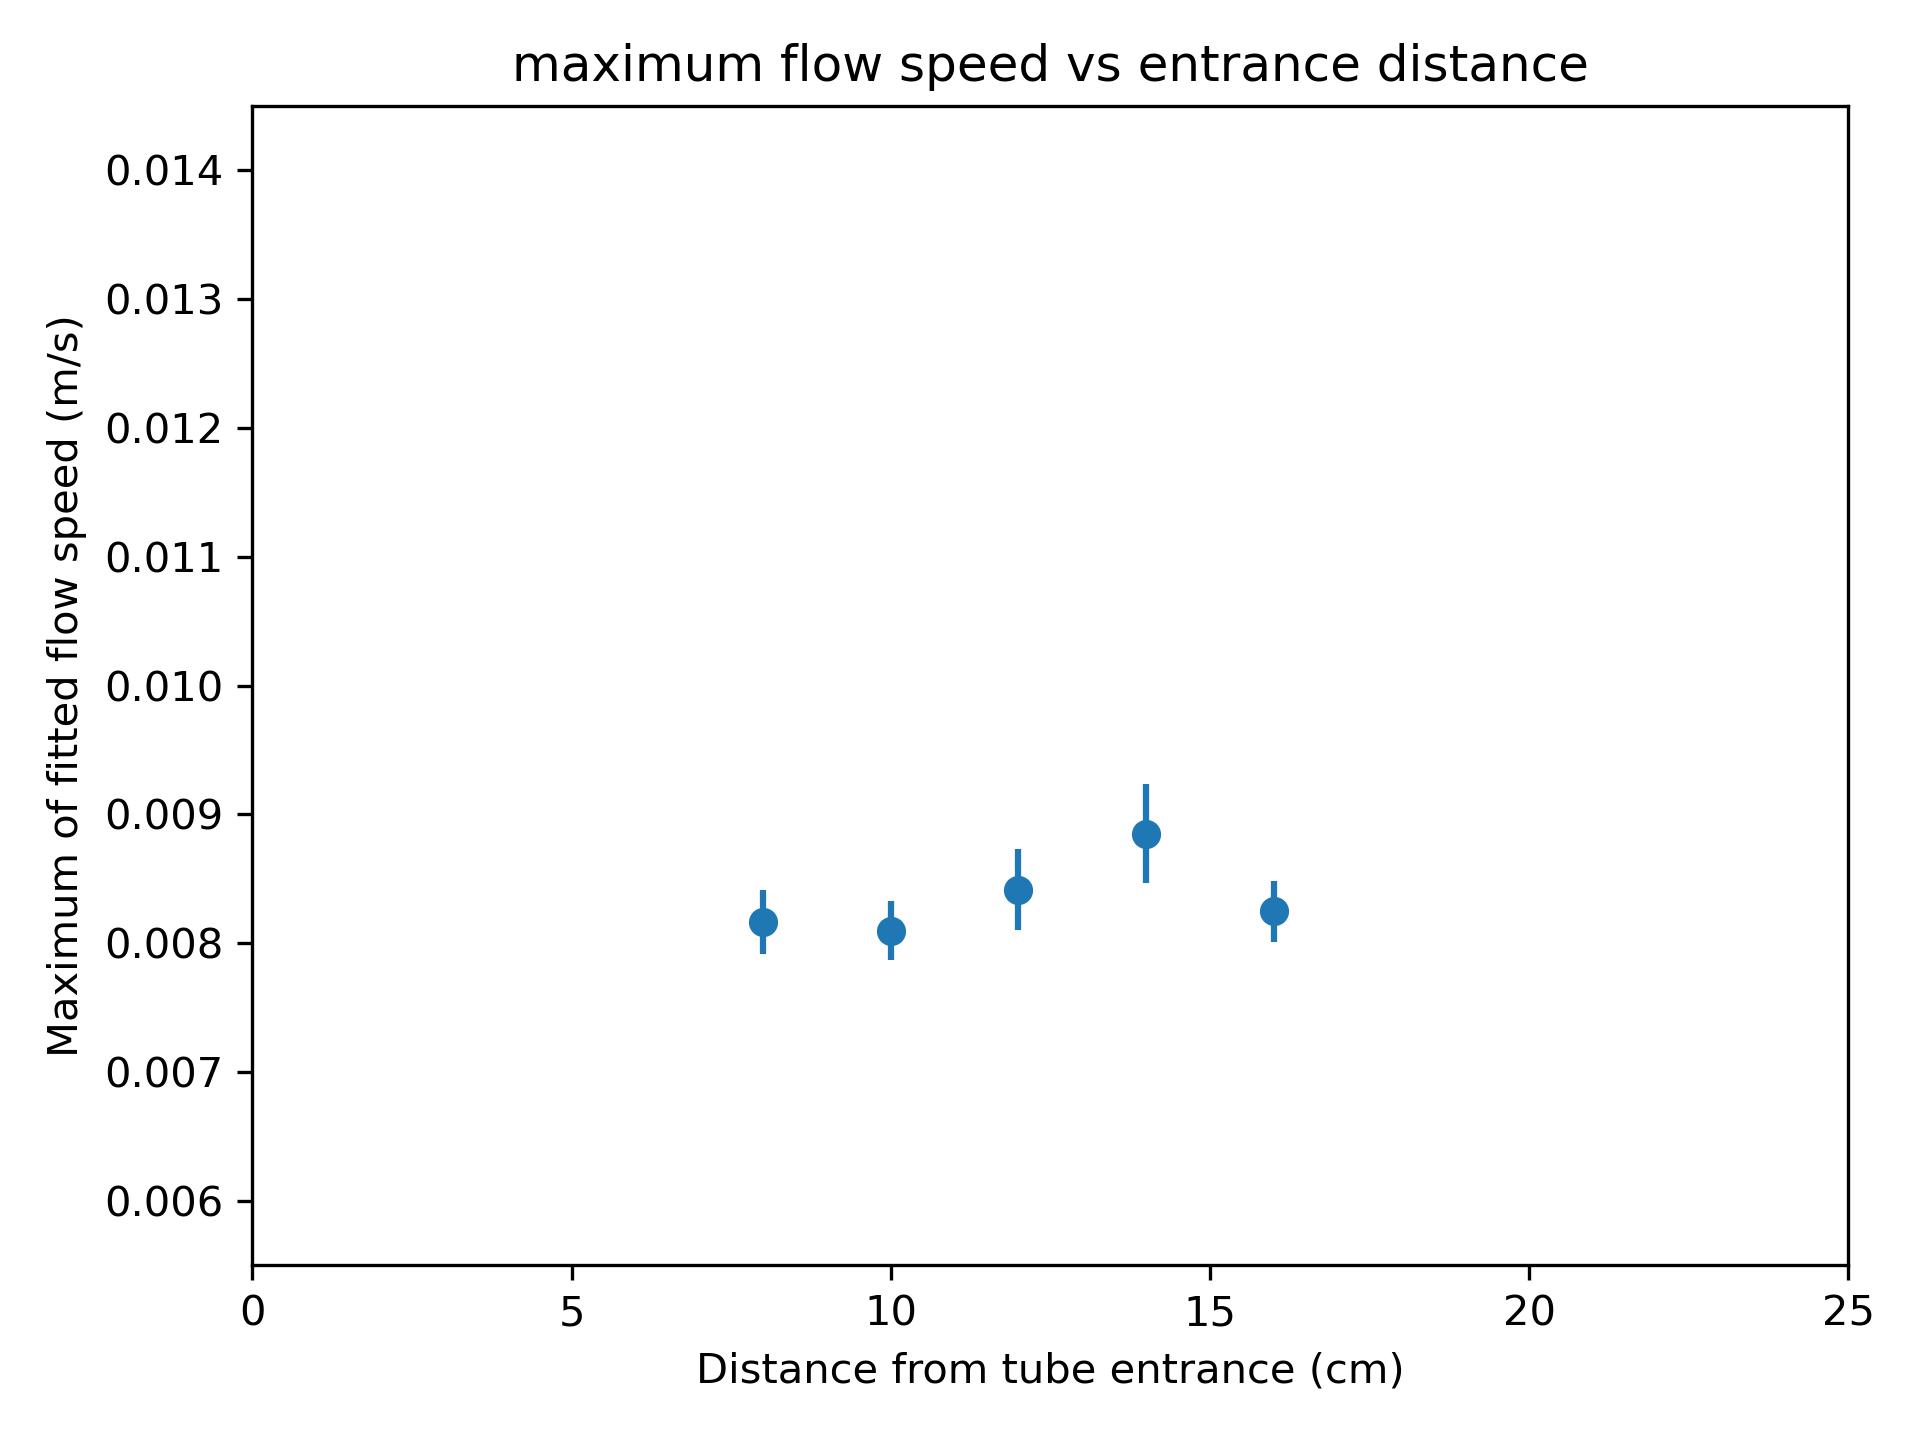 maximum flow speed vs entrance distance
Maximum of fitted flow speed (m/s)
0.014
0.013
0.012
0.011
0.010
0.009
0.008
0.007
0.006
0 5 10 15 20 25
Distance from tube entrance (cm)